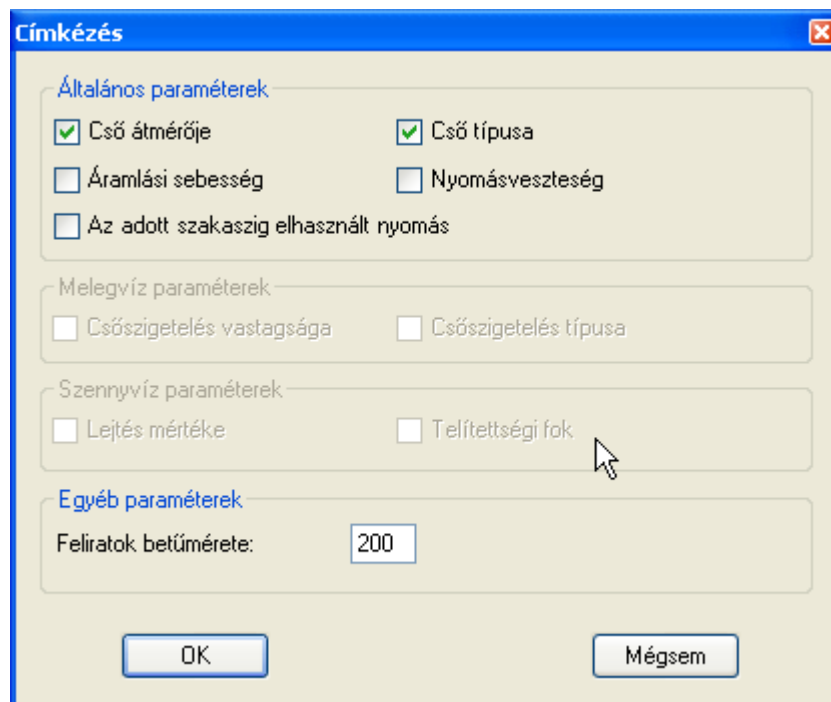 Címkézés
Általános paraméterek
Cső átmérője
Cső típusa
Áramlási sebesség
Nyomásveszteség
Az adott szakaszig elhasznált nyomás
Melegvíz paraméterek
Csőszigetelés vastagsága
Csőszigetelés típusa
Szennyvíz paraméterek
Lejtés mértéke
Telítettségi fok
Egyéb paraméterek
Feliratok betűmérete: 200
OK
Mégsem